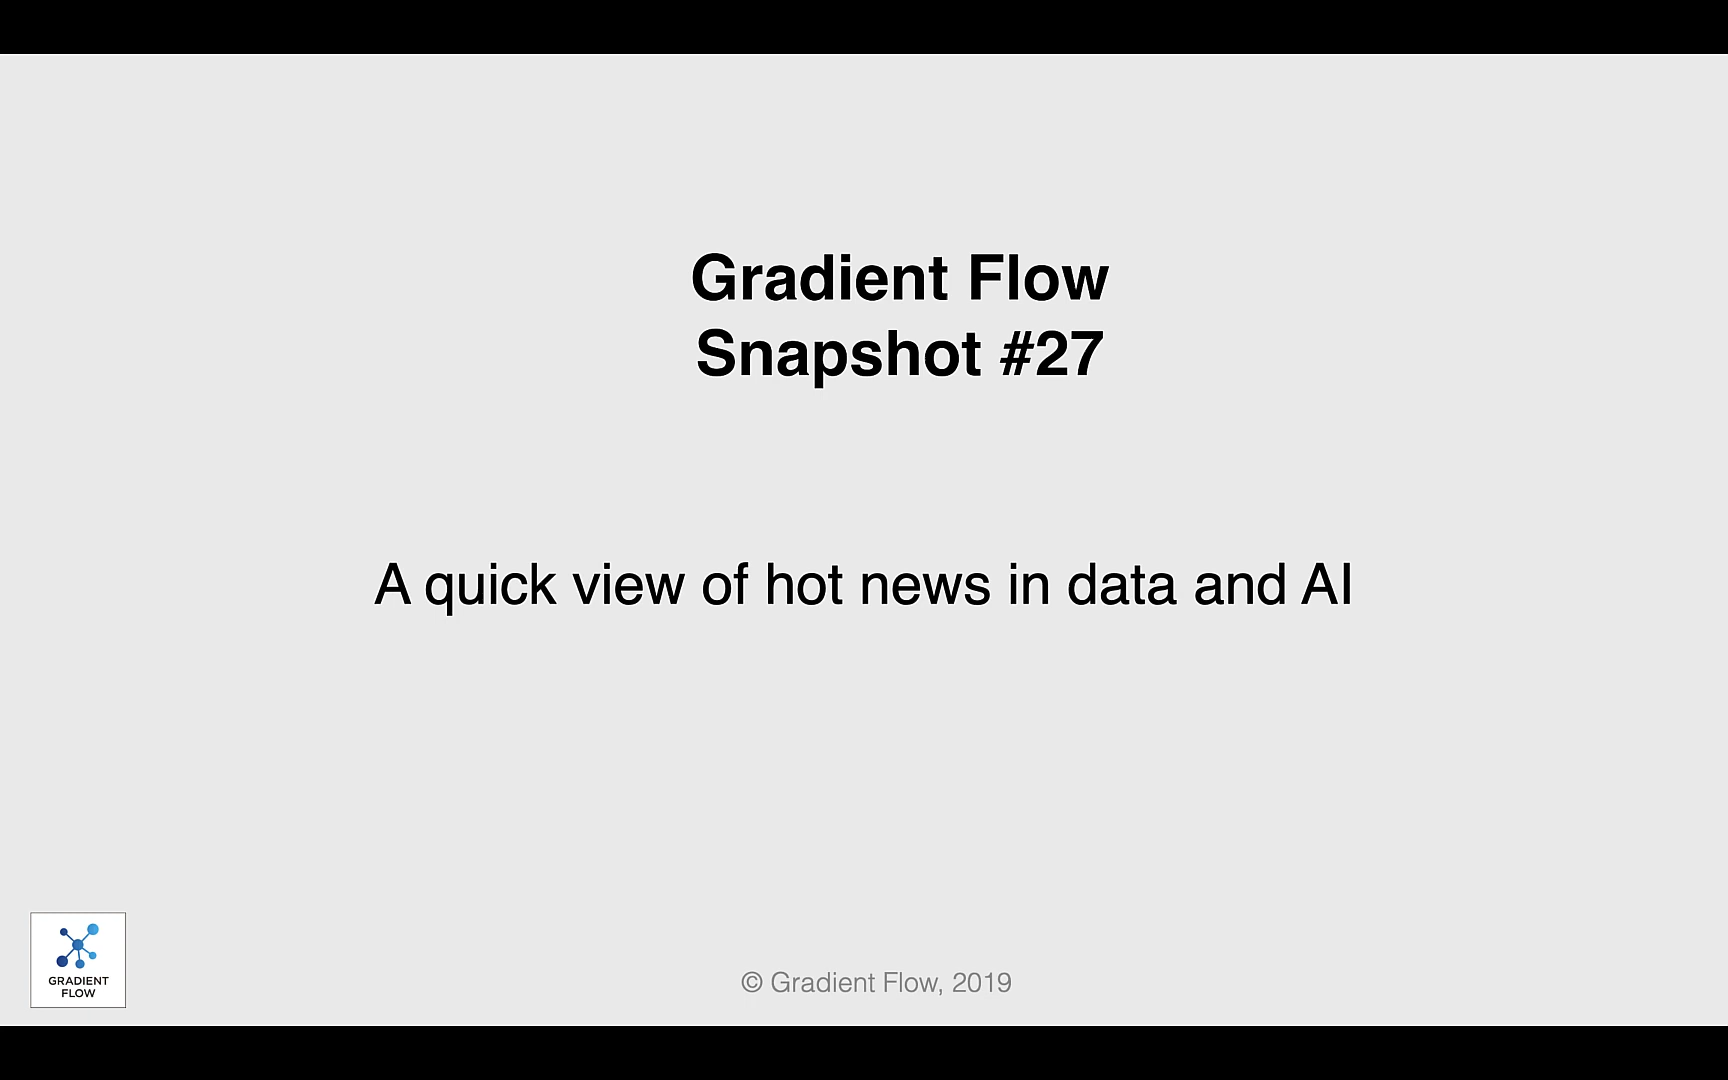 Gradient Flow
Snapshot #27
A quick view of hot news in data and AI
GRADIENT
FLOW
© Gradient Flow, 2019